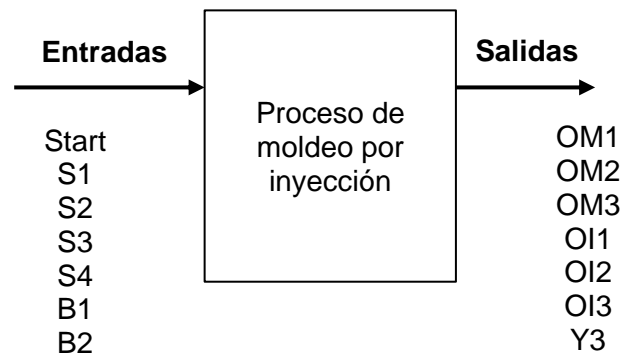 Entradas
Start
S1
S2
S3
S4
B1
B2
Proceso de
moldeo por
inyección
Salidas
OM1
OM2
OM3
OI1
OI2
OI3
Y3